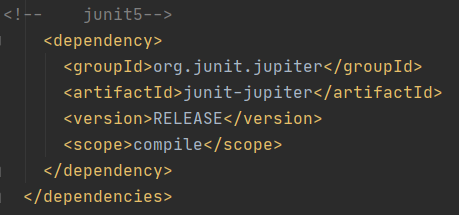 <!--    junit5-->
<dependency>
<groupId>org.junit.jupiter</groupId>
<artifactId>junit-jupiter</artifactId>
<version>RELEASE</version>
<scope>compile</scope>
</dependency>
</dependencies>